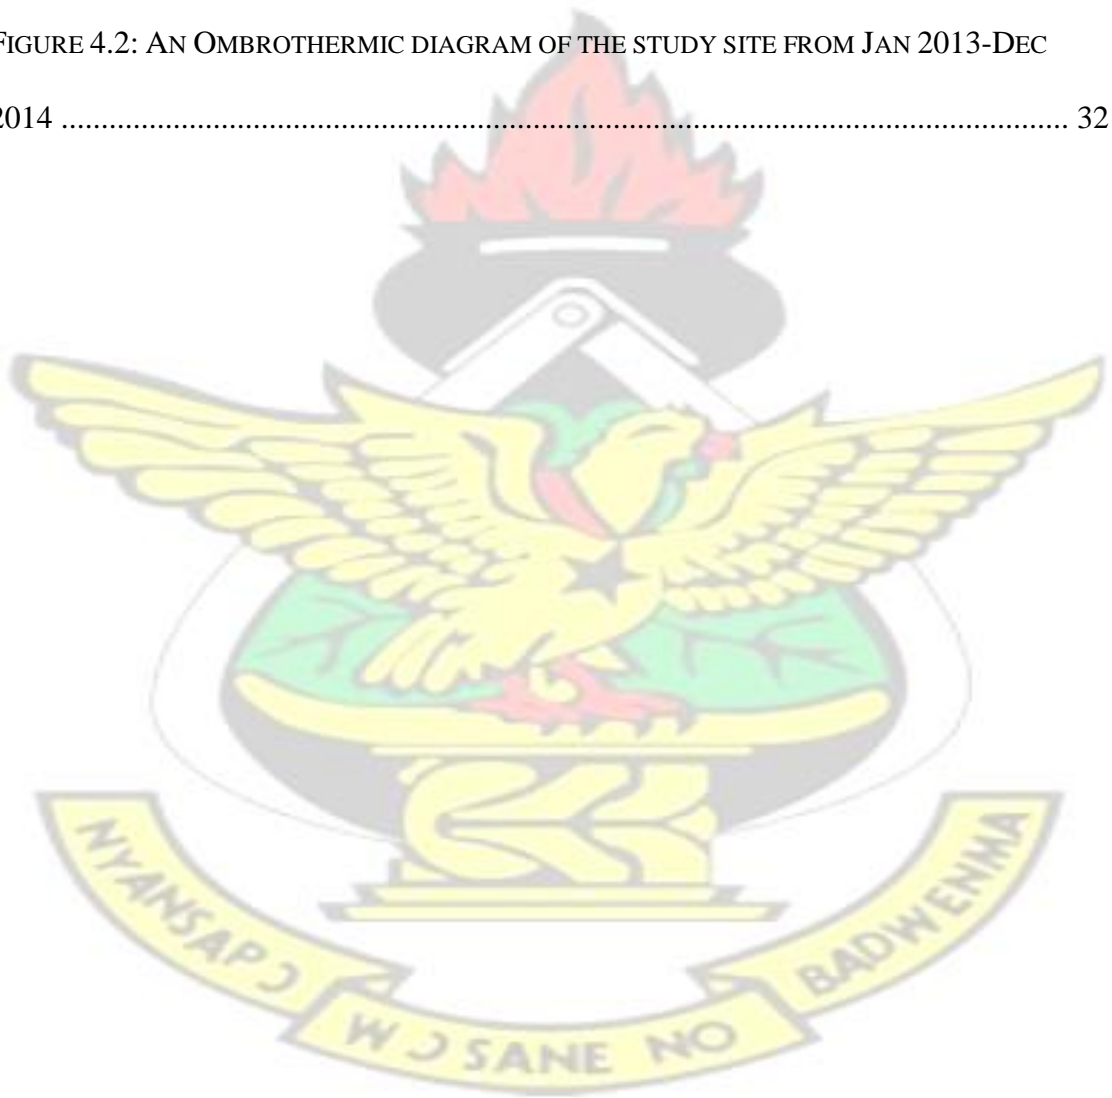 FIGURE 4.2: AN OMBROTHERMIC DIAGRAM OF THE STUDY SITE FROM JAN 2013-DEC
2014 ................................................................................................................................ 32
NYANSAPƆ
WƆ SANE NO
BADWENMA